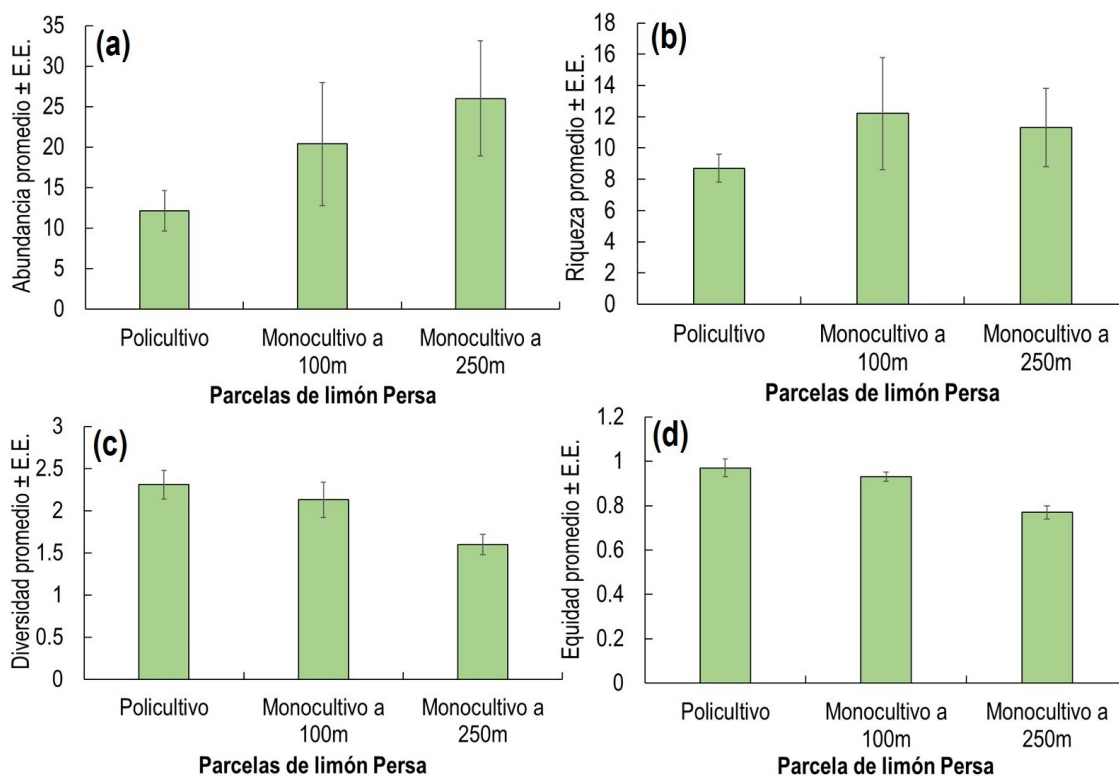 (a)
Abundancia promedio ± E.E.
35
30
25
20
15
10
5
0
Policultivo
Monocultivo a
100m
Monocultivo a
250m
Parcelas de limón Persa
(b)
Riqueza promedio ± E.E.
18
16
14
12
10
8
6
4
2
0
Policultivo
Monocultivo a
100m
Monocultivo a
250m
Parcelas de limón Persa
(c)
Diversidad promedio ± E.E.
3
2.5
2
1.5
1
0.5
0
Policultivo
Monocultivo a
100m
Monocultivo a
250m
Parcelas de limón Persa
(d)
Equidad promedio ± E.E.
1.2
1
0.8
0.6
0.4
0.2
0
Policultivo
Monocultivo a
100m
Monocultivo a
250m
Parcela de limón Persa